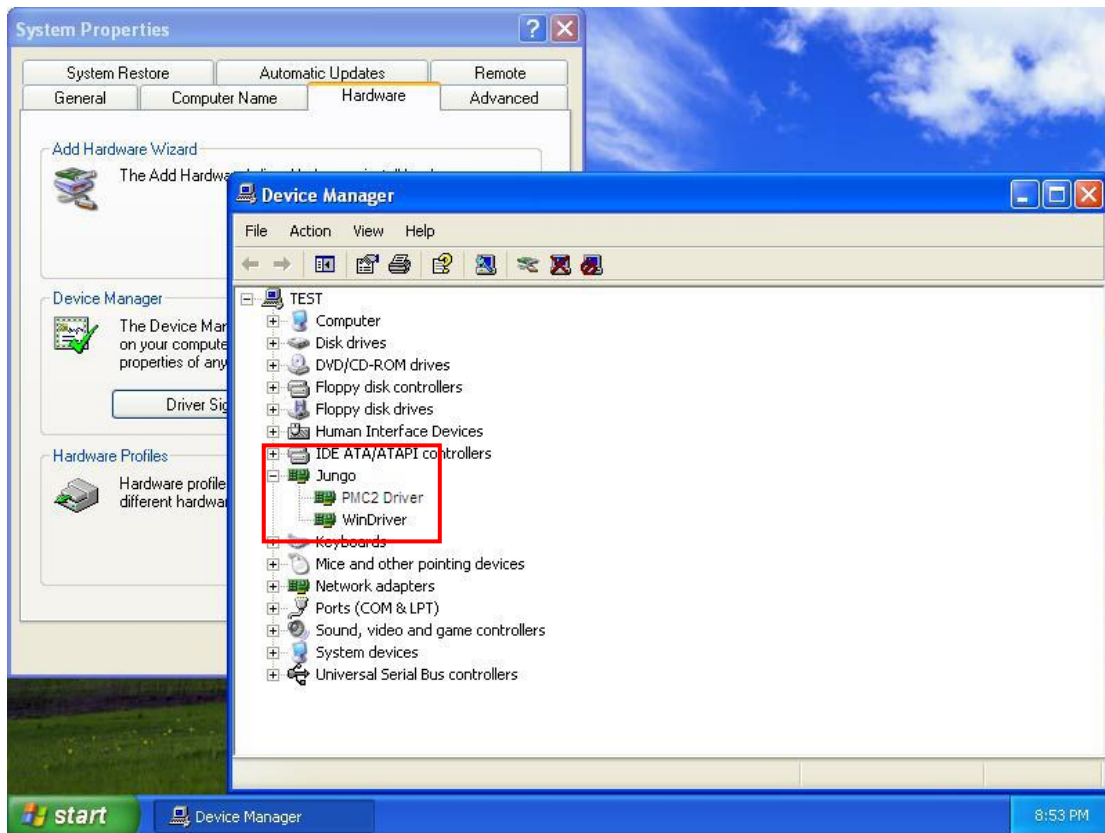 System Properties
System Restore Automatic Updates Remote
General Computer Name Hardware Advanced
Add Hardware Wizard
The Add Hardwa
Device Manager
The Device Mar
on your compute
properties of any
Driver Sig
Hardware Profiles
Hardware profile
different hardwa
Device Manager
File Action View Help
TEST
Computer
Disk drives
DVD/CD-ROM drives
Floppy disk controllers
Floppy disk drives
Human Interface Devices
IDE ATA/ATAPI controllers
Jungo
PMC2 Driver
WinDriver
Keyboards
Mice and other pointing devices
Network adapters
Ports (COM & LPT)
Sound, video and game controllers
System devices
Universal Serial Bus controllers
start Device Manager 8:53 PM